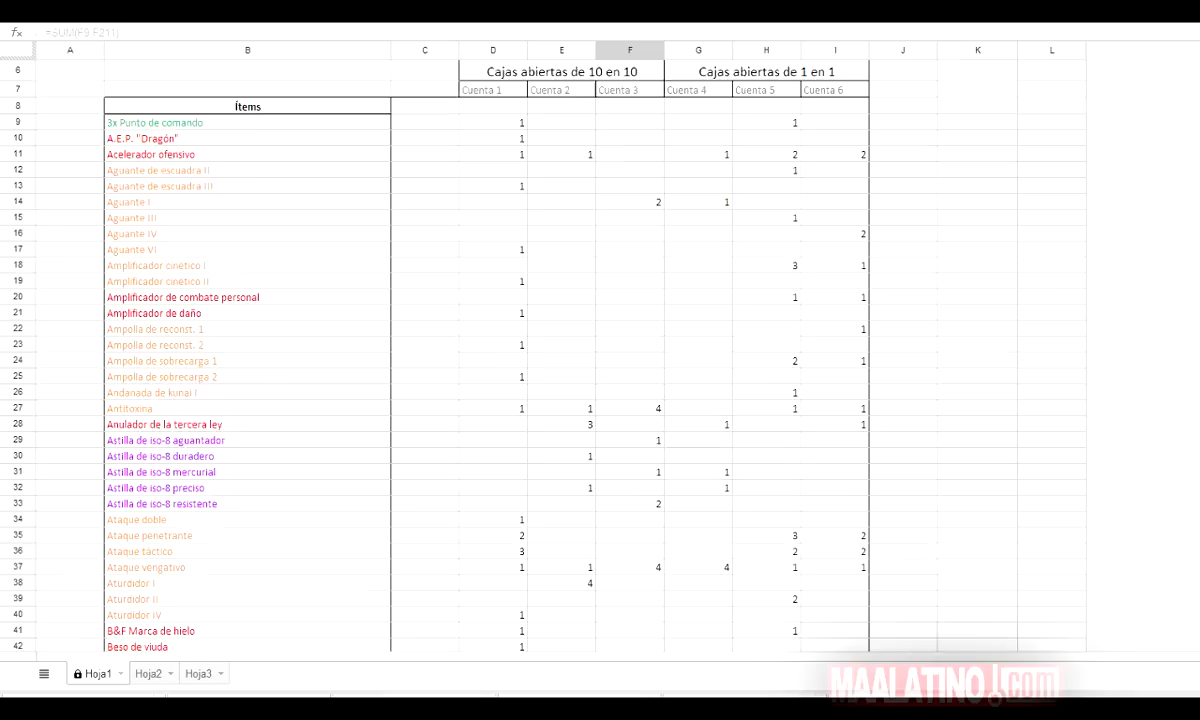 fx =SUM(F9:F211)
A B C D E F G H I J K L
6 Cajas abiertas de 10 en 10 Cajas abiertas de 1 en 1
7 Cuenta 1 Cuenta 2 Cuenta 3 Cuenta 4 Cuenta 5 Cuenta 6
8 Ítems
9 3x Punto de comando 1 1
10 A.E.P. "Dragón" 1
11 Acelerador ofensivo 1 1 1 2 2
12 Aguante de escuadra II 1
13 Aguante de escuadra III 1
14 Aguante I 2 1
15 Aguante III 1
16 Aguante IV 2
17 Aguante VI 1
18 Amplificador cinético I 3 1
19 Amplificador cinético II 1
20 Amplificador de combate personal 1 1
21 Amplificador de daño 1
22 Ampolla de reconst. 1 1
23 Ampolla de reconst. 2 1
24 Ampolla de sobrecarga 1 2 1
25 Ampolla de sobrecarga 2 1
26 Andanada de kunai I 1
27 Antitoxina 1 1 4 1 1
28 Anulador de la tercera ley 3 1 1
29 Astilla de iso-8 aguantador 1
30 Astilla de iso-8 duradero 1
31 Astilla de iso-8 mercurial 1 1
32 Astilla de iso-8 preciso 1 1
33 Astilla de iso-8 resistente 2
34 Ataque doble 1
35 Ataque penetrante 2 3 2
36 Ataque táctico 3 2 2
37 Ataque vengativo 1 1 4 4 1 1
38 Aturdidor I 4
39 Aturdidor II 2
40 Aturdidor IV 1
41 B&F Marca de hielo 1 1
42 Beso de viuda 1
Hoja1 Hoja2 Hoja3
MAALATINO.com